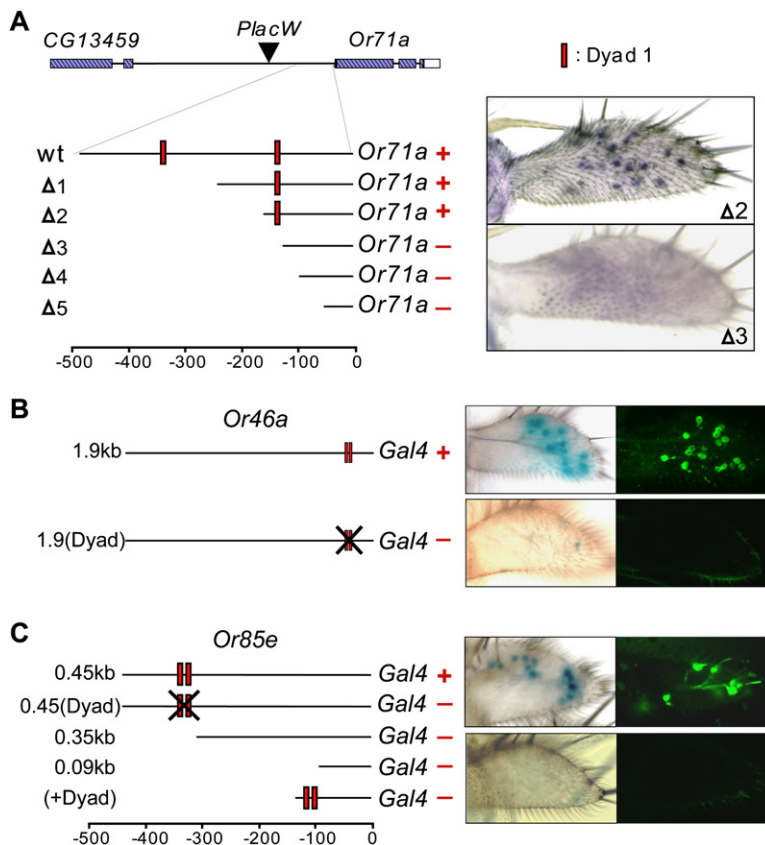 A
CG13459 PlacW Or71a
: Dyad 1
wt Or71a +
Δ1 Or71a +
Δ2 Or71a +
Δ3 Or71a −
Δ4 Or71a −
Δ5 Or71a −
-500 -400 -300 -200 -100 0
Δ2
Δ3
B
Or46a
1.9kb Gal4 +
1.9(Dyad) Gal4 −
C
Or85e
0.45kb Gal4 +
0.45(Dyad) Gal4 −
0.35kb Gal4 −
0.09kb Gal4 −
(+Dyad) Gal4 −
-500 -400 -300 -200 -100 0